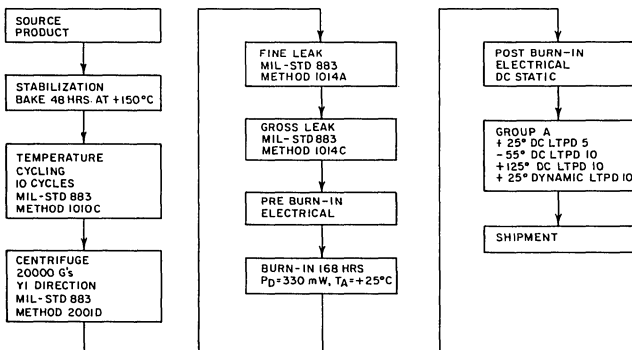 SOURCE
PRODUCT
STABILIZATION
BAKE 48 HRS. AT +150°C
TEMPERATURE
CYCLING
10 CYCLES
MIL-STD 883
METHOD 1010C
CENTRIFUGE
20000 G's
Y1 DIRECTION
MIL-STD 883
METHOD 2001D
FINE LEAK
MIL-STD 883
METHOD 1014A
GROSS LEAK
MIL-STD 883
METHOD 1014C
PRE BURN-IN
ELECTRICAL
BURN-IN 168 HRS
PD=330 mW, TA=+25°C
POST BURN-IN
ELECTRICAL
DC STATIC
GROUP A
+ 25° DC LTPD 5
- 55° DC LTPD 10
+125° DC LTPD 10
+ 25° DYNAMIC LTPD 10
SHIPMENT